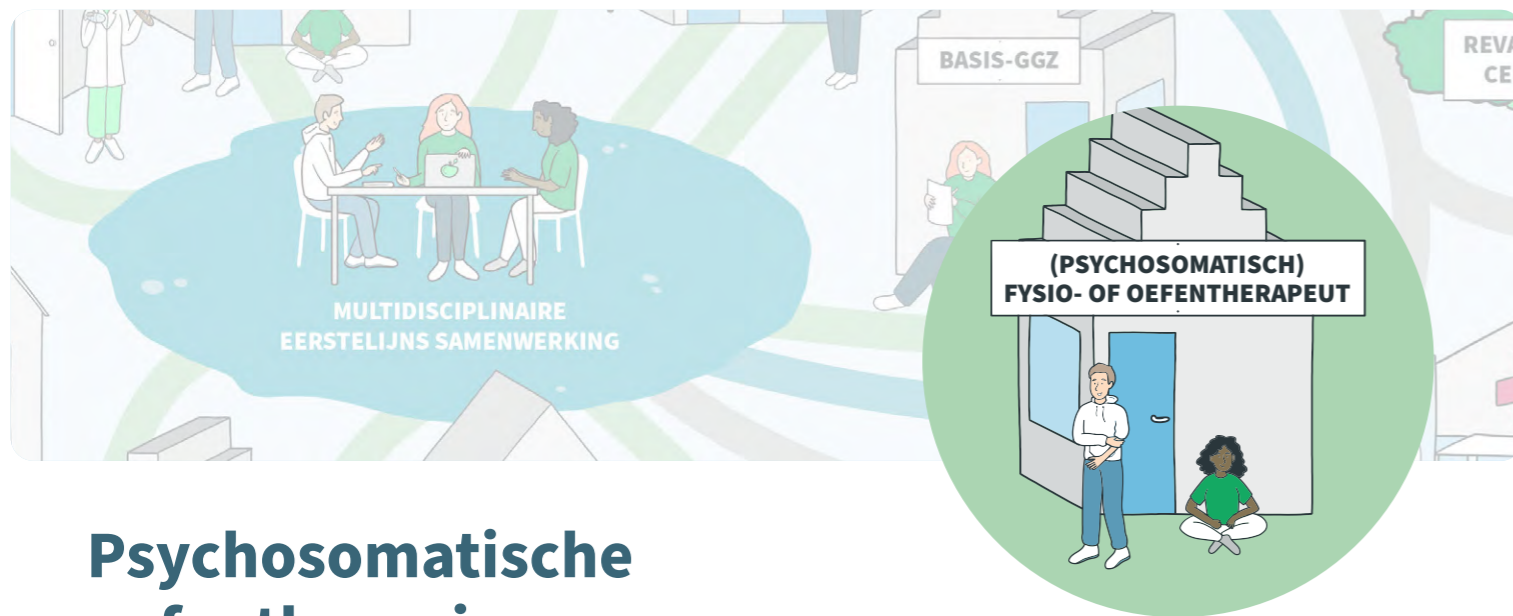 BASIS-GGZ
MULTIDISCIPLINAIRE
EERSTELIJNS SAMENWERKING
(PSYCHOSOMATISCH)
FYSIO- OF OEFENTHERAPEUT
Psychosomatische